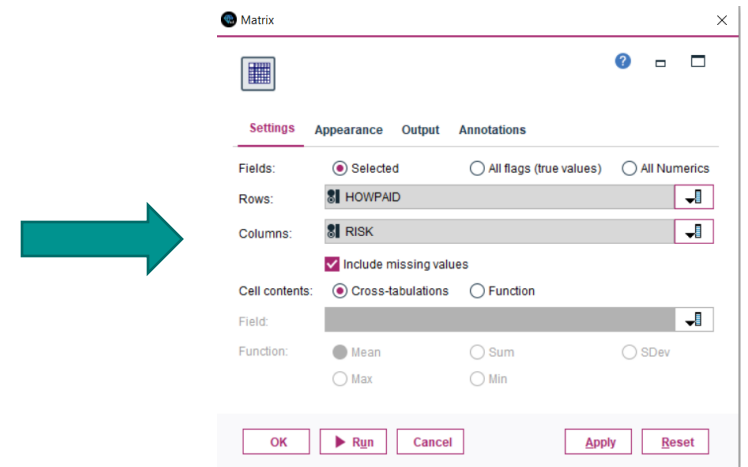 Matrix
Settings Appearance Output Annotations
Fields: Selected All flags (true values) All Numerics
Rows: HOWPAID
Columns: RISK
Include missing values
Cell contents: Cross-tabulations Function
Field:
Function: Mean Sum SDev
Max Min
OK Run Cancel Apply Reset